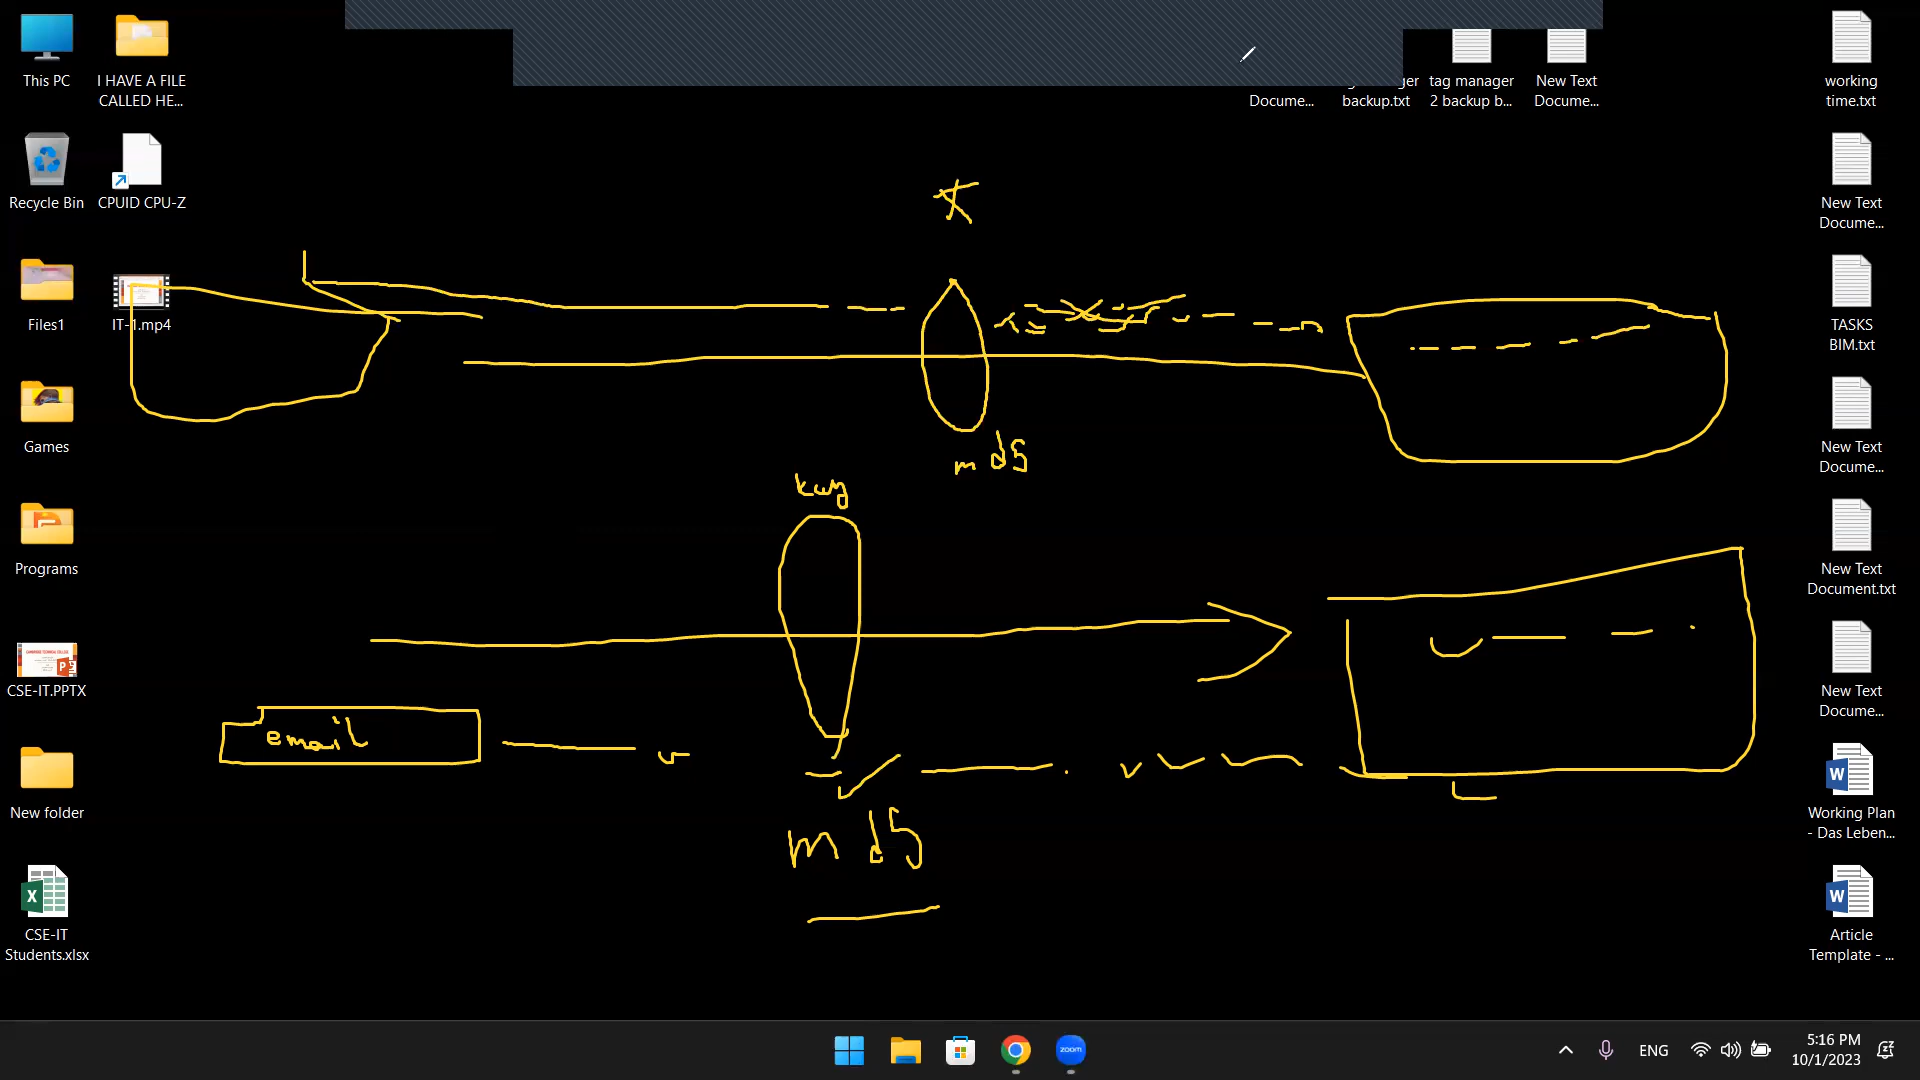 This PC
I HAVE A FILE
CALLED HE...
Docume...
ger
backup.txt
tag manager
2 backup b...
New Text
Docume...
working
time.txt
Recycle Bin
CPUID CPU-Z
New Text
Docume...
Files1
IT-1.mp4
TASKS
BIM.txt
Games
md5
New Text
Docume...
Programs
New Text
Document.txt
CSE-IT.PPTX
New Text
Docume...
email
New folder
md5
Working Plan
- Das Leben...
CSE-IT
Students.xlsx
Article
Template - ...
zoom
ENG
5:16 PM
10/1/2023